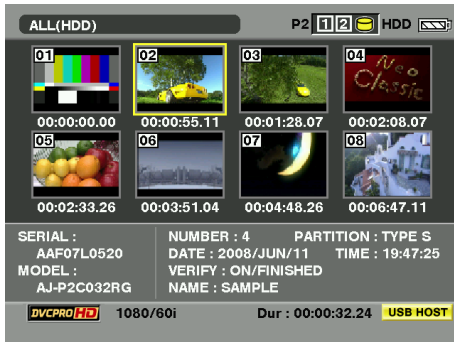 ALL(HDD) P2 1 2 HDD
01 02 03 04
Neo
Classic
00:00:00.00 00:00:55.11 00:01:28.07 00:02:08.07
05 06 07 08
00:02:33.26 00:03:51.04 00:04:48.26 00:06:47.11
SERIAL : NUMBER : 4 PARTITION : TYPE S
AAF07L0520 DATE : 2008/JUN/11 TIME : 19:47:25
MODEL : VERIFY : ON/FINISHED
AJ-P2C032RG NAME : SAMPLE
DVCPRO HD 1080/60i Dur : 00:00:32.24 USB HOST